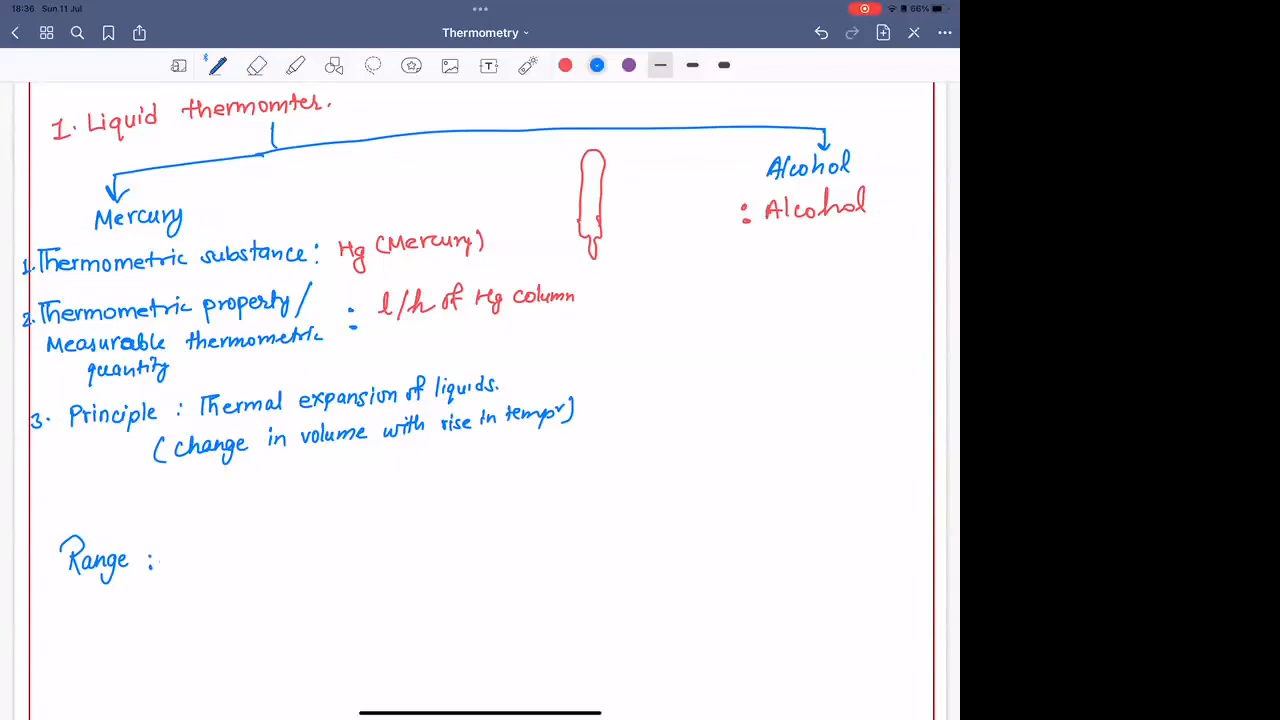 18:36 Sun 11 Jul
66%
Thermometry
T
1. Liquid thermomter.
Alcohol
Mercury
: Alcohol
1. Thermometric substance : Hg (Mercury)
2. Thermometric property/ : l/h of Hg column
Measurable thermometric
quantity
3. Principle : Thermal expansion of liquids.
(change in volume with rise in tempr)
Range :